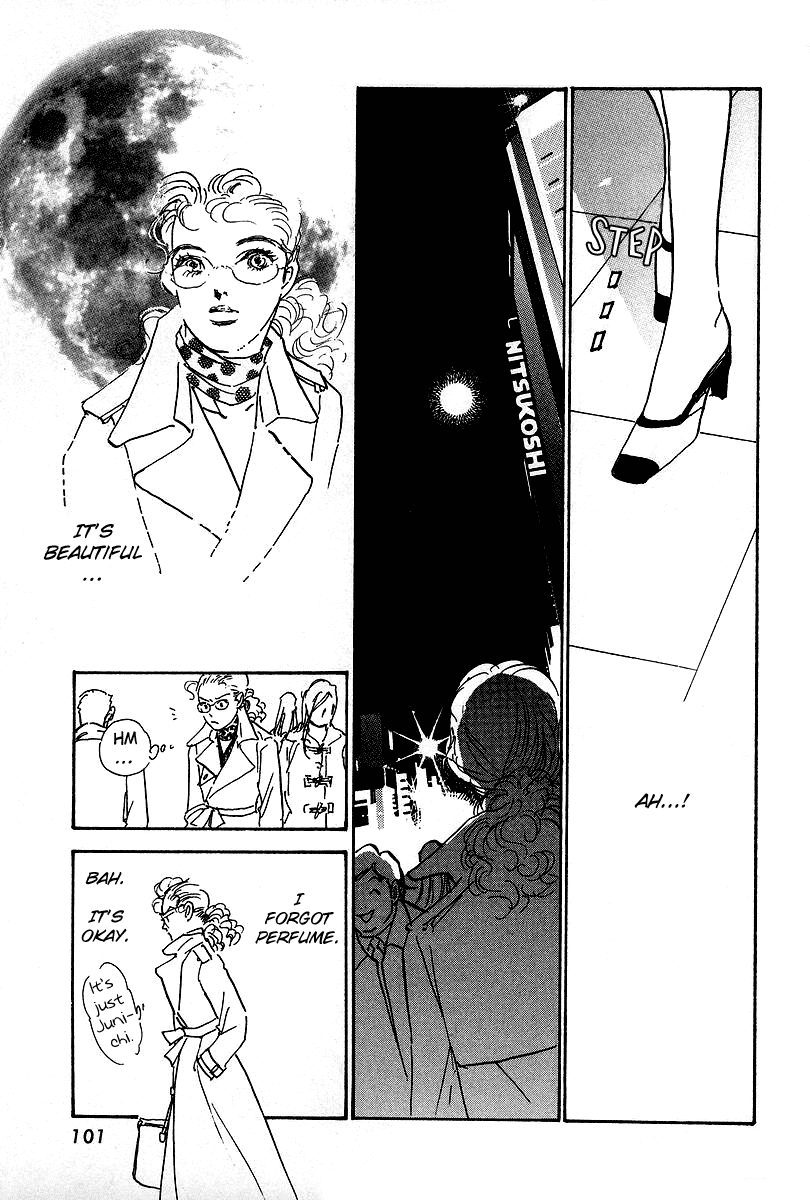 STEP
AH...!
NITSUKOSHI
IT'S
BEAUTIFUL
...
HM
...
I
FORGOT
PERFUME.
BAH.
IT'S
OKAY.
It's
just
Juni-
chi.
101